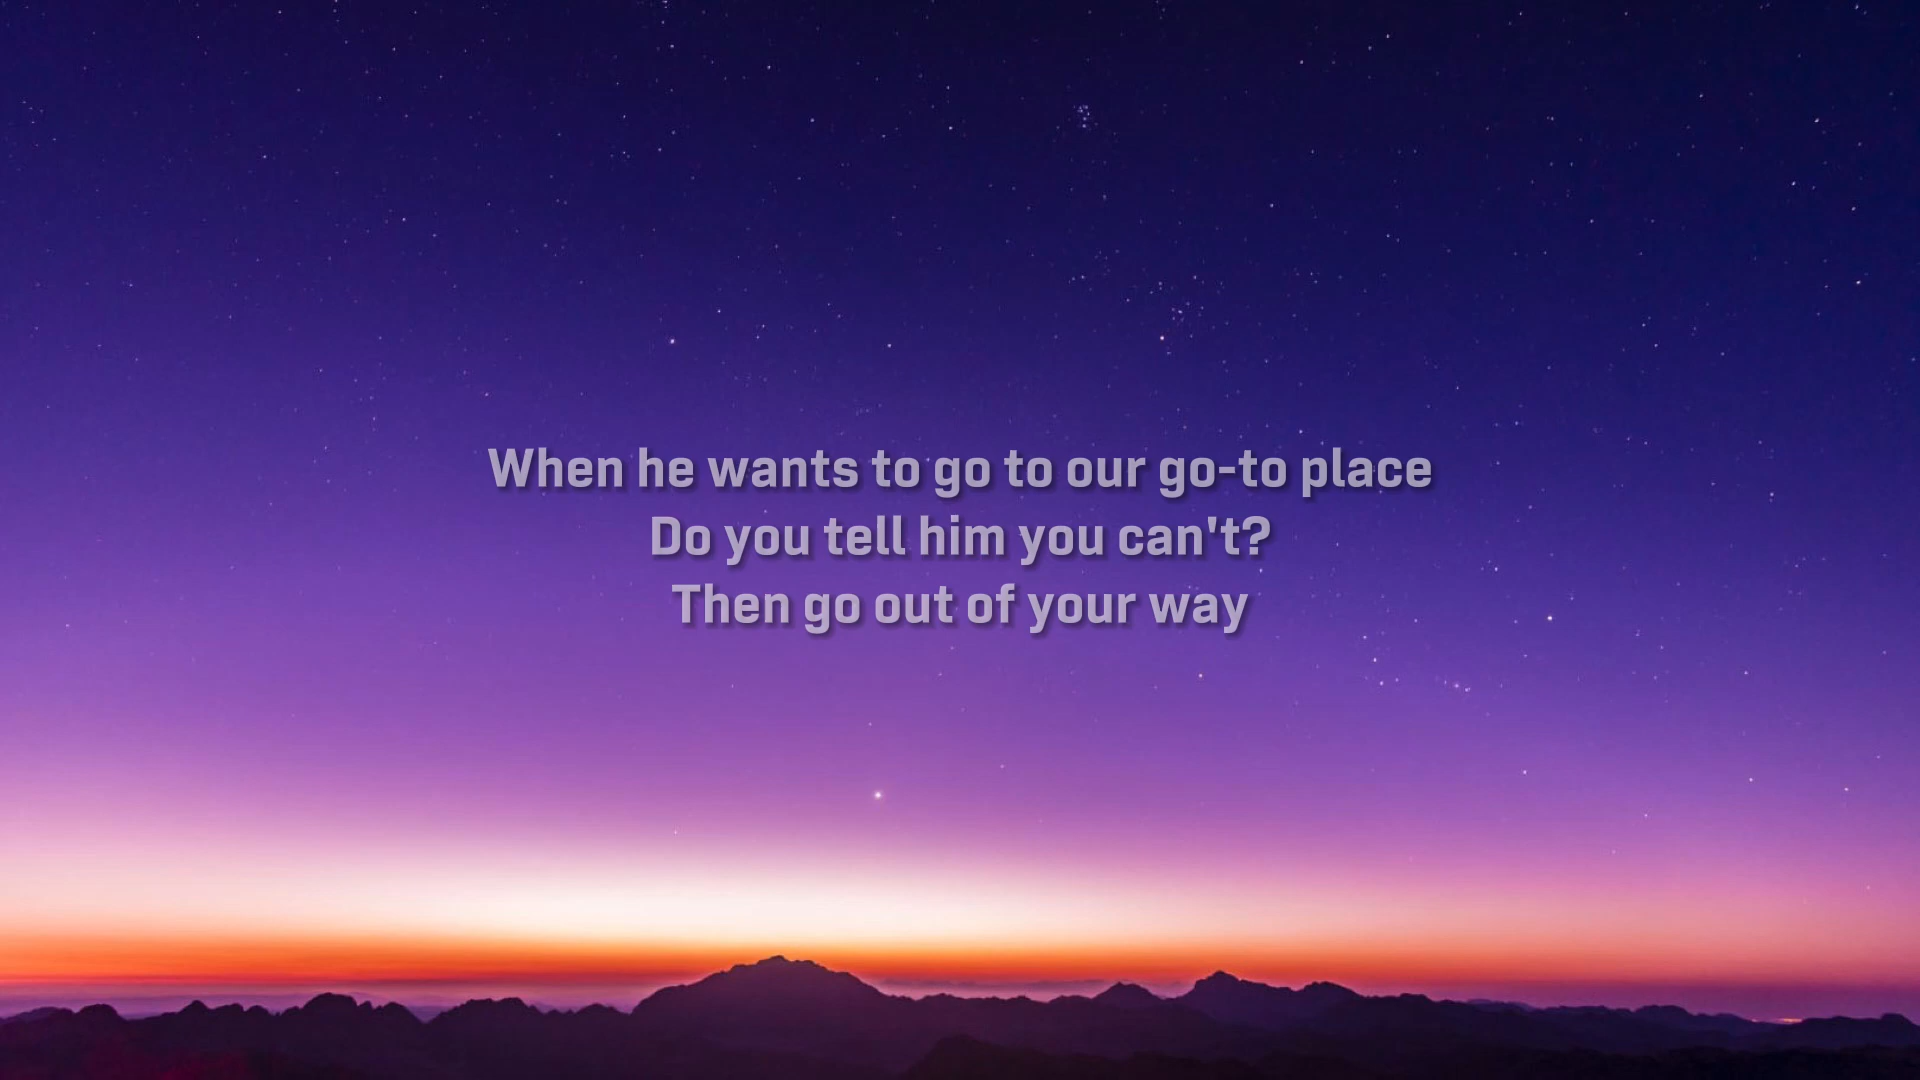 When he wants to go to our go-to place
Do you tell him you can't?
Then go out of your way